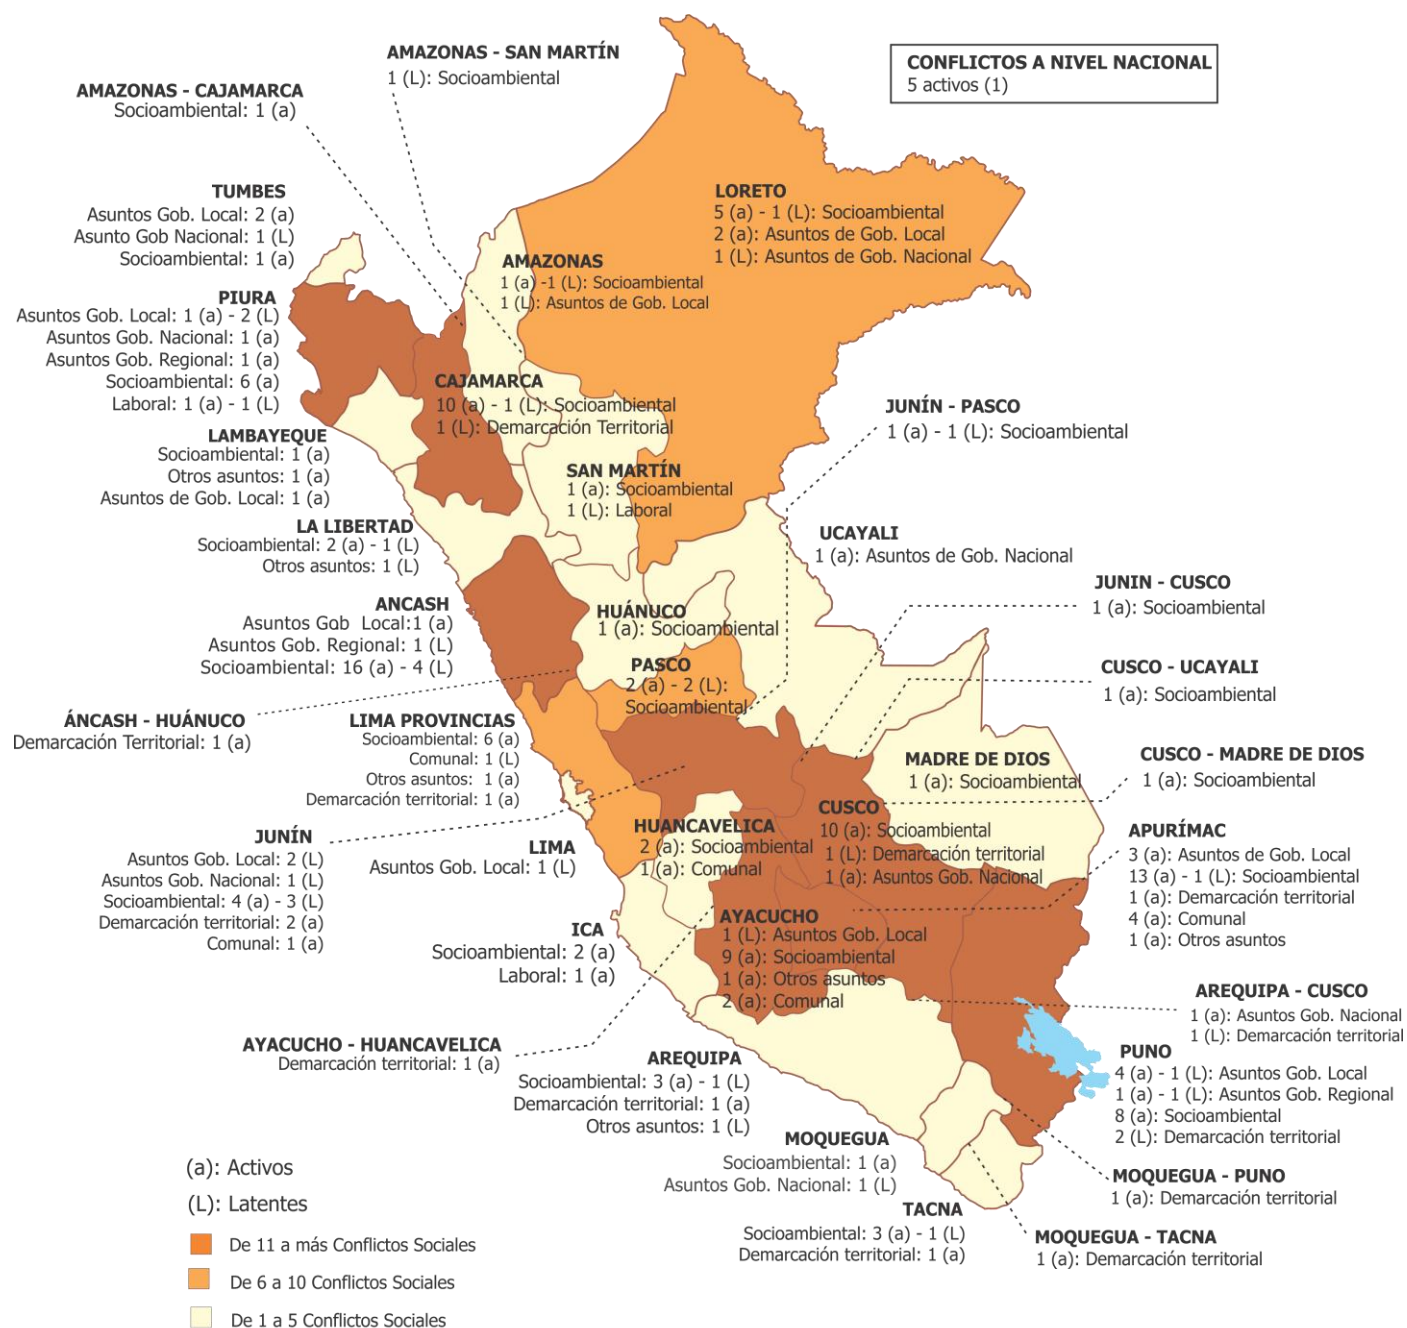 AMAZONAS - SAN MARTÍN
1 (L): Socioambiental
CONFLICTOS A NIVEL NACIONAL
5 activos (1)
AMAZONAS - CAJAMARCA
Socioambiental: 1 (a)
TUMBES
Asuntos Gob. Local: 2 (a)
Asunto Gob Nacional: 1 (L)
Socioambiental: 1 (a)
LORETO
5 (a) - 1 (L): Socioambiental
2 (a): Asuntos de Gob. Local
1 (L): Asuntos de Gob. Nacional
AMAZONAS
1 (a) -1 (L): Socioambiental
1 (L): Asuntos de Gob. Local
PIURA
Asuntos Gob. Local: 1 (a) - 2 (L)
Asuntos Gob. Nacional: 1 (a)
Asuntos Gob. Regional: 1 (a)
Socioambiental: 6 (a)
Laboral: 1 (a) - 1 (L)
CAJAMARCA
10 (a) - 1 (L): Socioambiental
1 (L): Demarcación Territorial
JUNÍN - PASCO
1 (a) - 1 (L): Socioambiental
LAMBAYEQUE
Socioambiental: 1 (a)
Otros asuntos: 1 (a)
Asuntos de Gob. Local: 1 (a)
SAN MARTÍN
1 (a): Socioambiental
1 (L): Laboral
LA LIBERTAD
Socioambiental: 2 (a) - 1 (L)
Otros asuntos: 1 (L)
UCAYALI
1 (a): Asuntos de Gob. Nacional
JUNIN - CUSCO
1 (a): Socioambiental
ANCASH
Asuntos Gob Local:1 (a)
Asuntos Gob. Regional: 1 (L)
Socioambiental: 16 (a) - 4 (L)
HUÁNUCO
1 (a): Socioambiental
PASCO
2 (a) - 2 (L):
Socioambiental
CUSCO - UCAYALI
1 (a): Socioambiental
ÁNCASH - HUÁNUCO
Demarcación Territorial: 1 (a)
LIMA PROVINCIAS
Socioambiental: 6 (a)
Comunal: 1 (L)
Otros asuntos: 1 (a)
Demarcación territorial: 1 (a)
MADRE DE DIOS
1 (a): Socioambiental
CUSCO - MADRE DE DIOS
1 (a): Socioambiental
JUNÍN
Asuntos Gob. Local: 2 (L)
Asuntos Gob. Nacional: 1 (L)
Socioambiental: 4 (a) - 3 (L)
Demarcación territorial: 2 (a)
Comunal: 1 (a)
LIMA
Asuntos Gob. Local: 1 (L)
HUANCAVELICA
2 (a): Socioambiental
1 (a): Comunal
CUSCO
10 (a): Socioambiental
1 (L): Demarcación territorial
1 (a): Asuntos Gob. Nacional
APURÍMAC
3 (a): Asuntos de Gob. Local
13 (a) - 1 (L): Socioambiental
1 (a): Demarcación territorial
4 (a): Comunal
1 (a): Otros asuntos
ICA
Socioambiental: 2 (a)
Laboral: 1 (a)
AYACUCHO
1 (L): Asuntos Gob. Local
9 (a): Socioambiental
1 (a): Otros asuntos
2 (a): Comunal
AREQUIPA - CUSCO
1 (a): Asuntos Gob. Nacional
1 (L): Demarcación territorial
AYACUCHO - HUANCAVELICA
Demarcación territorial: 1 (a)
AREQUIPA
Socioambiental: 3 (a) - 1 (L)
Demarcación territorial: 1 (a)
Otros asuntos: 1 (L)
PUNO
4 (a) - 1 (L): Asuntos Gob. Local
1 (a) - 1 (L): Asuntos Gob. Regional
8 (a): Socioambiental
2 (L): Demarcación territorial
MOQUEGUA
Socioambiental: 1 (a)
Asuntos Gob. Nacional: 1 (L)
MOQUEGUA - PUNO
1 (a): Demarcación territorial
TACNA
Socioambiental: 3 (a) - 1 (L)
Demarcación territorial: 1 (a)
MOQUEGUA - TACNA
1 (a): Demarcación territorial
(a): Activos
(L): Latentes
De 11 a más Conflictos Sociales
De 6 a 10 Conflictos Sociales
De 1 a 5 Conflictos Sociales